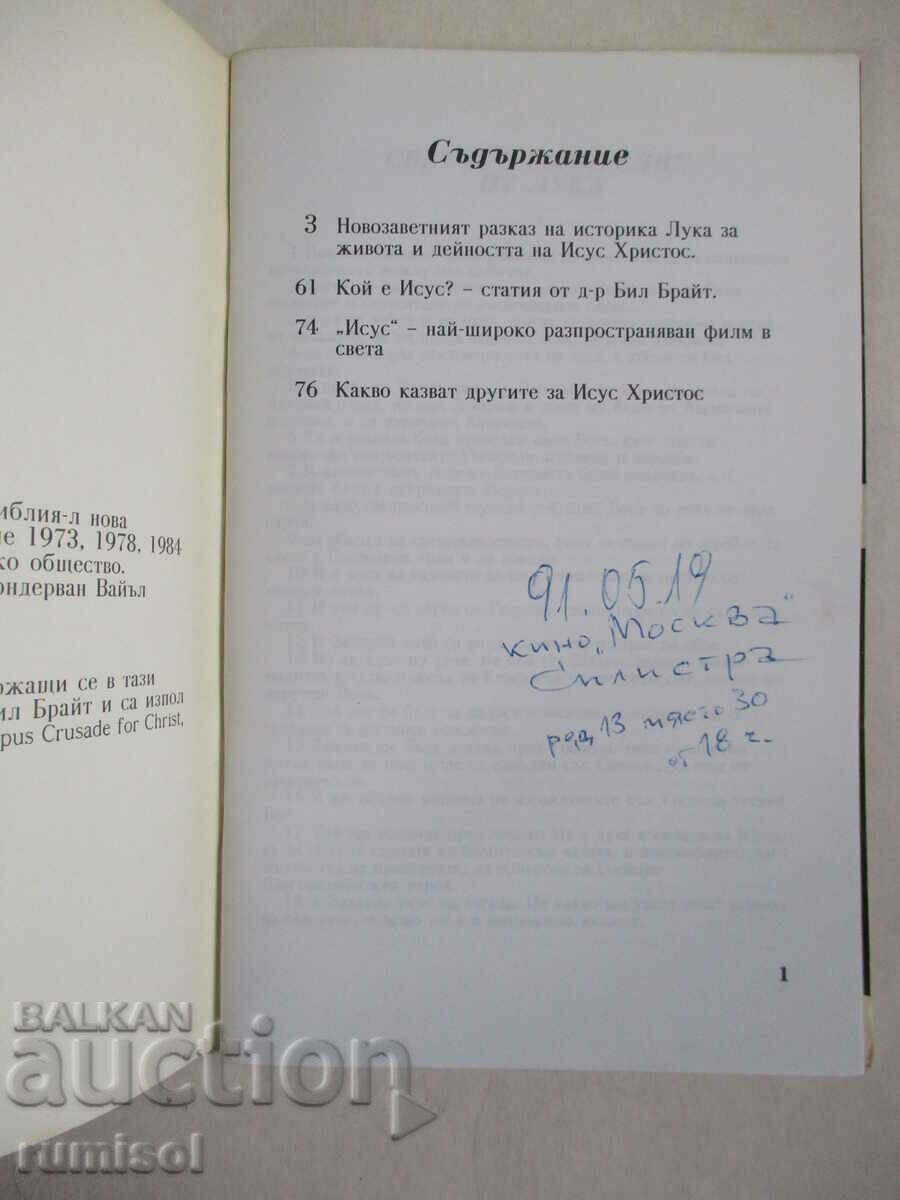 иблия-л нова
ие 1973, 1978, 1984
ко общество.
ондерван Вайъл
ржащи се в тази
ил Брайт и са изпол
pus Crusade for Christ,
Съдържание
3 Новозаветният разказ на историка Лука за
живота и дейността на Исус Христос.
61 Кой е Исус? – статия от д-р Бил Брайт.
74 „Исус“ – най-широко разпространяван филм в
света
76 Какво казват другите за Исус Христос
91.05.19
кино „Москва“
Силистра
ред 13 място 30
от 18 ч.
1
BALKAN
auction
rumisol